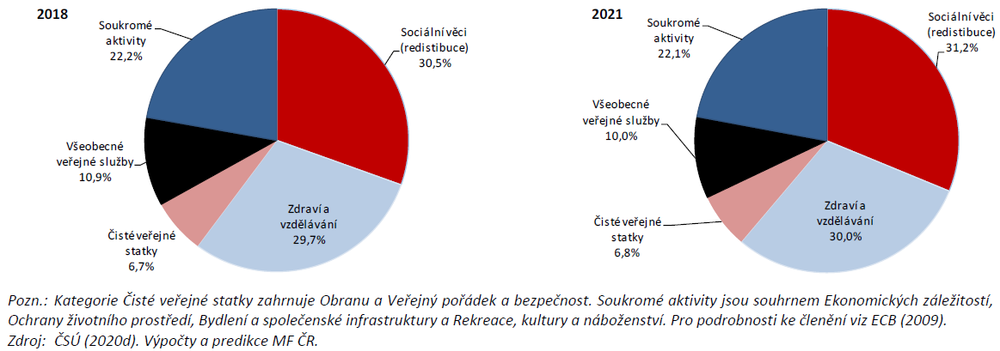 2018
Soukromé
aktivity
22,2%
Sociální věci
(redistibuce)
30,5%
Všeobecné
veřejné služby
10,9%
Čisté veřejné
statky
6,7%
Zdraví a
vzdělávání
29,7%
2021
Soukromé
aktivity
22,1%
Sociální věci
(redistibuce)
31,2%
Všeobecné
veřejné služby
10,0%
Čisté veřejné
statky
6,8%
Zdraví a
vzdělávání
30,0%
Pozn.: Kategorie Čisté veřejné statky zahrnuje Obranu a Veřejný pořádek a bezpečnost. Soukromé aktivity jsou souhrnem Ekonomických záležitostí,
Ochrany životního prostředí, Bydlení a společenské infrastruktury a Rekreace, kultury a náboženství. Pro podrobnosti ke členění viz ECB (2009).
Zdroj: ČSÚ (2020d). Výpočty a predikce MF ČR.